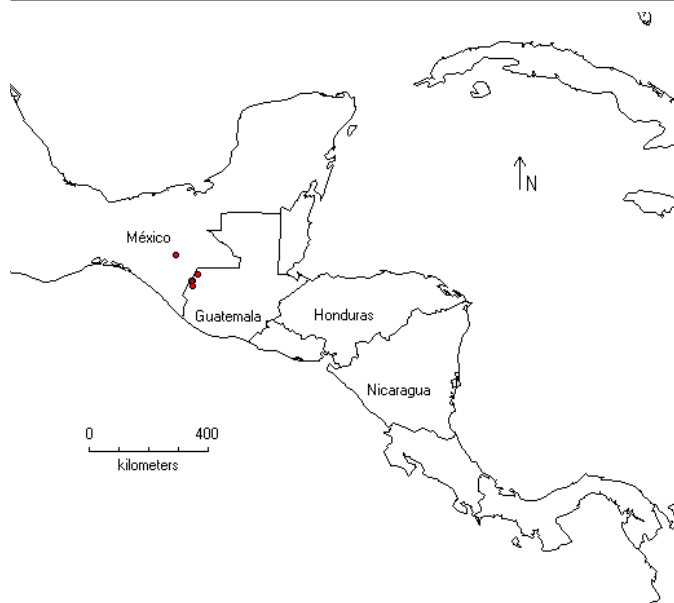 N
México
Guatemala
Honduras
Nicaragua
0 400
kilometers